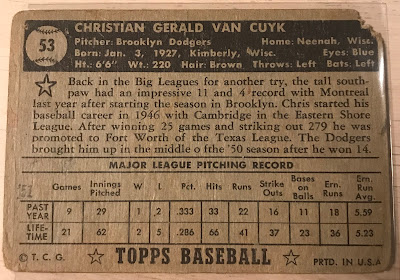 53
CHRISTIAN GERALD VAN CUYK
Pitcher: Brooklyn Dodgers Home: Neenah, Wisc.
Born: Jan. 3, 1927, Kimberly, Wisc. Eyes: Blue
Ht.: 6'6" Wt.: 220 Hair: Brown Throws: Left Bats: Left
Back in the Big Leagues for another try, the tall south-
paw had an impressive 11 and 4 record with Montreal
last year after starting the season in Brooklyn. Chris started his
baseball career in 1946 with Cambridge in the Eastern Shore
League. After winning 25 games and striking out 279 he was
promoted to Fort Worth of the Texas League. The Dodgers
brought him up in the middle o fthe '50 season after he won 14.
MAJOR LEAGUE PITCHING RECORD
Games Innings Pitched W L Pct. Hits Runs Strike Outs Bases on Balls Ern. Runs Ern. Run Avg.
PAST YEAR 9 29 1 2 .333 33 22 16 11 18 5.59
LIFE-TIME 21 62 2 5 .286 66 41 37 23 36 5.23
© T. C. G. TOPPS BASEBALL PRTD. IN U.S.A